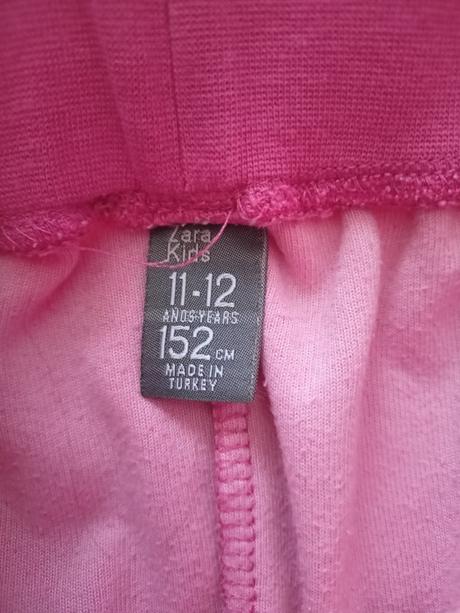 Zara
Kids
11-12
AÑOS-YEARS
152 CM
MADE IN
TURKEY